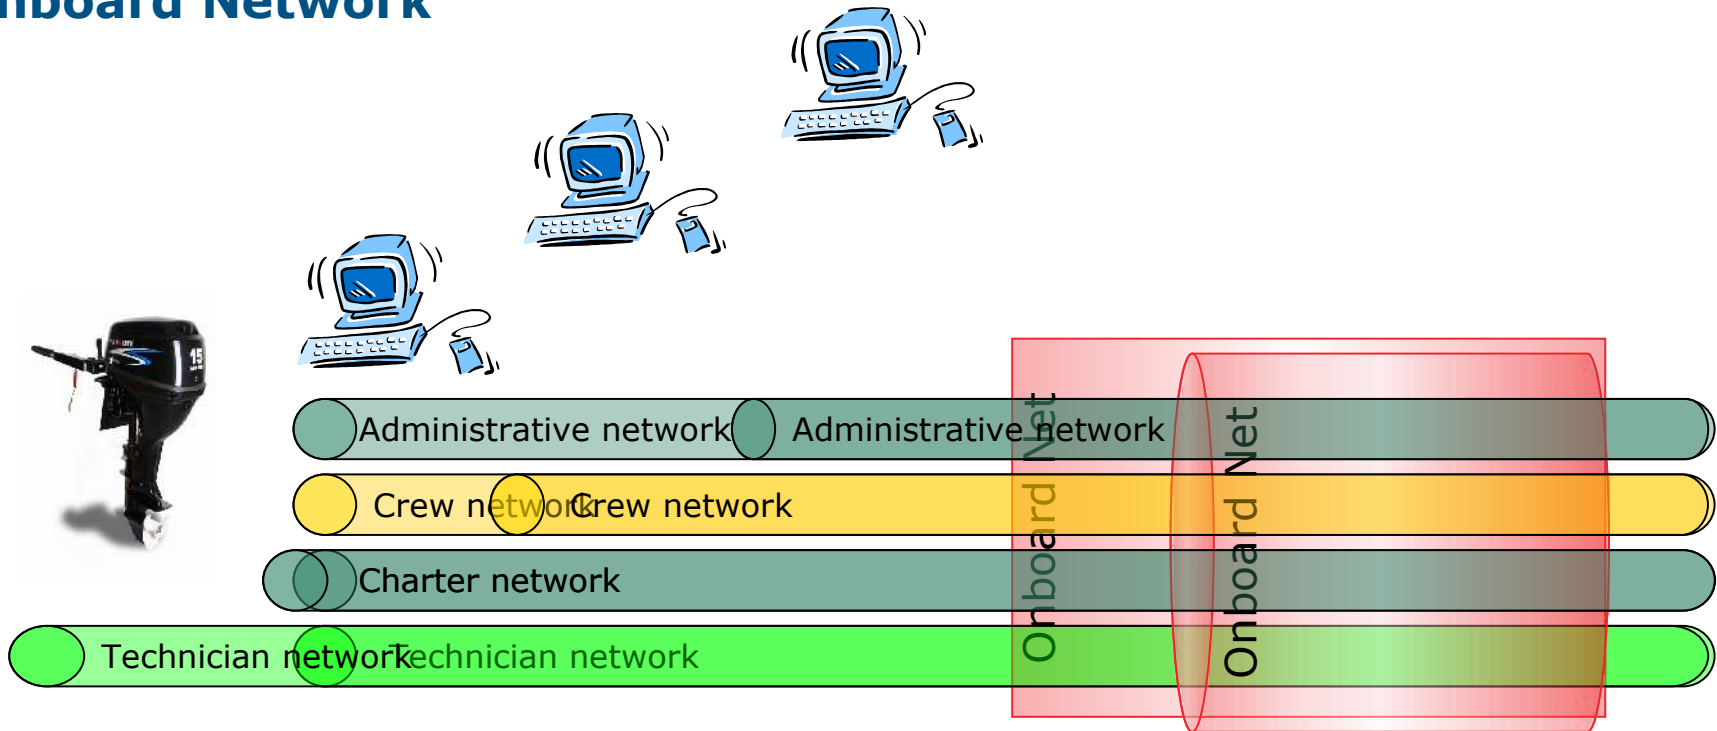 nboard Network
15
Administrative network
Administrative network
Crew network
Crew network
Charter network
Technician network
Technician network
Onboard Net
Onboard Net